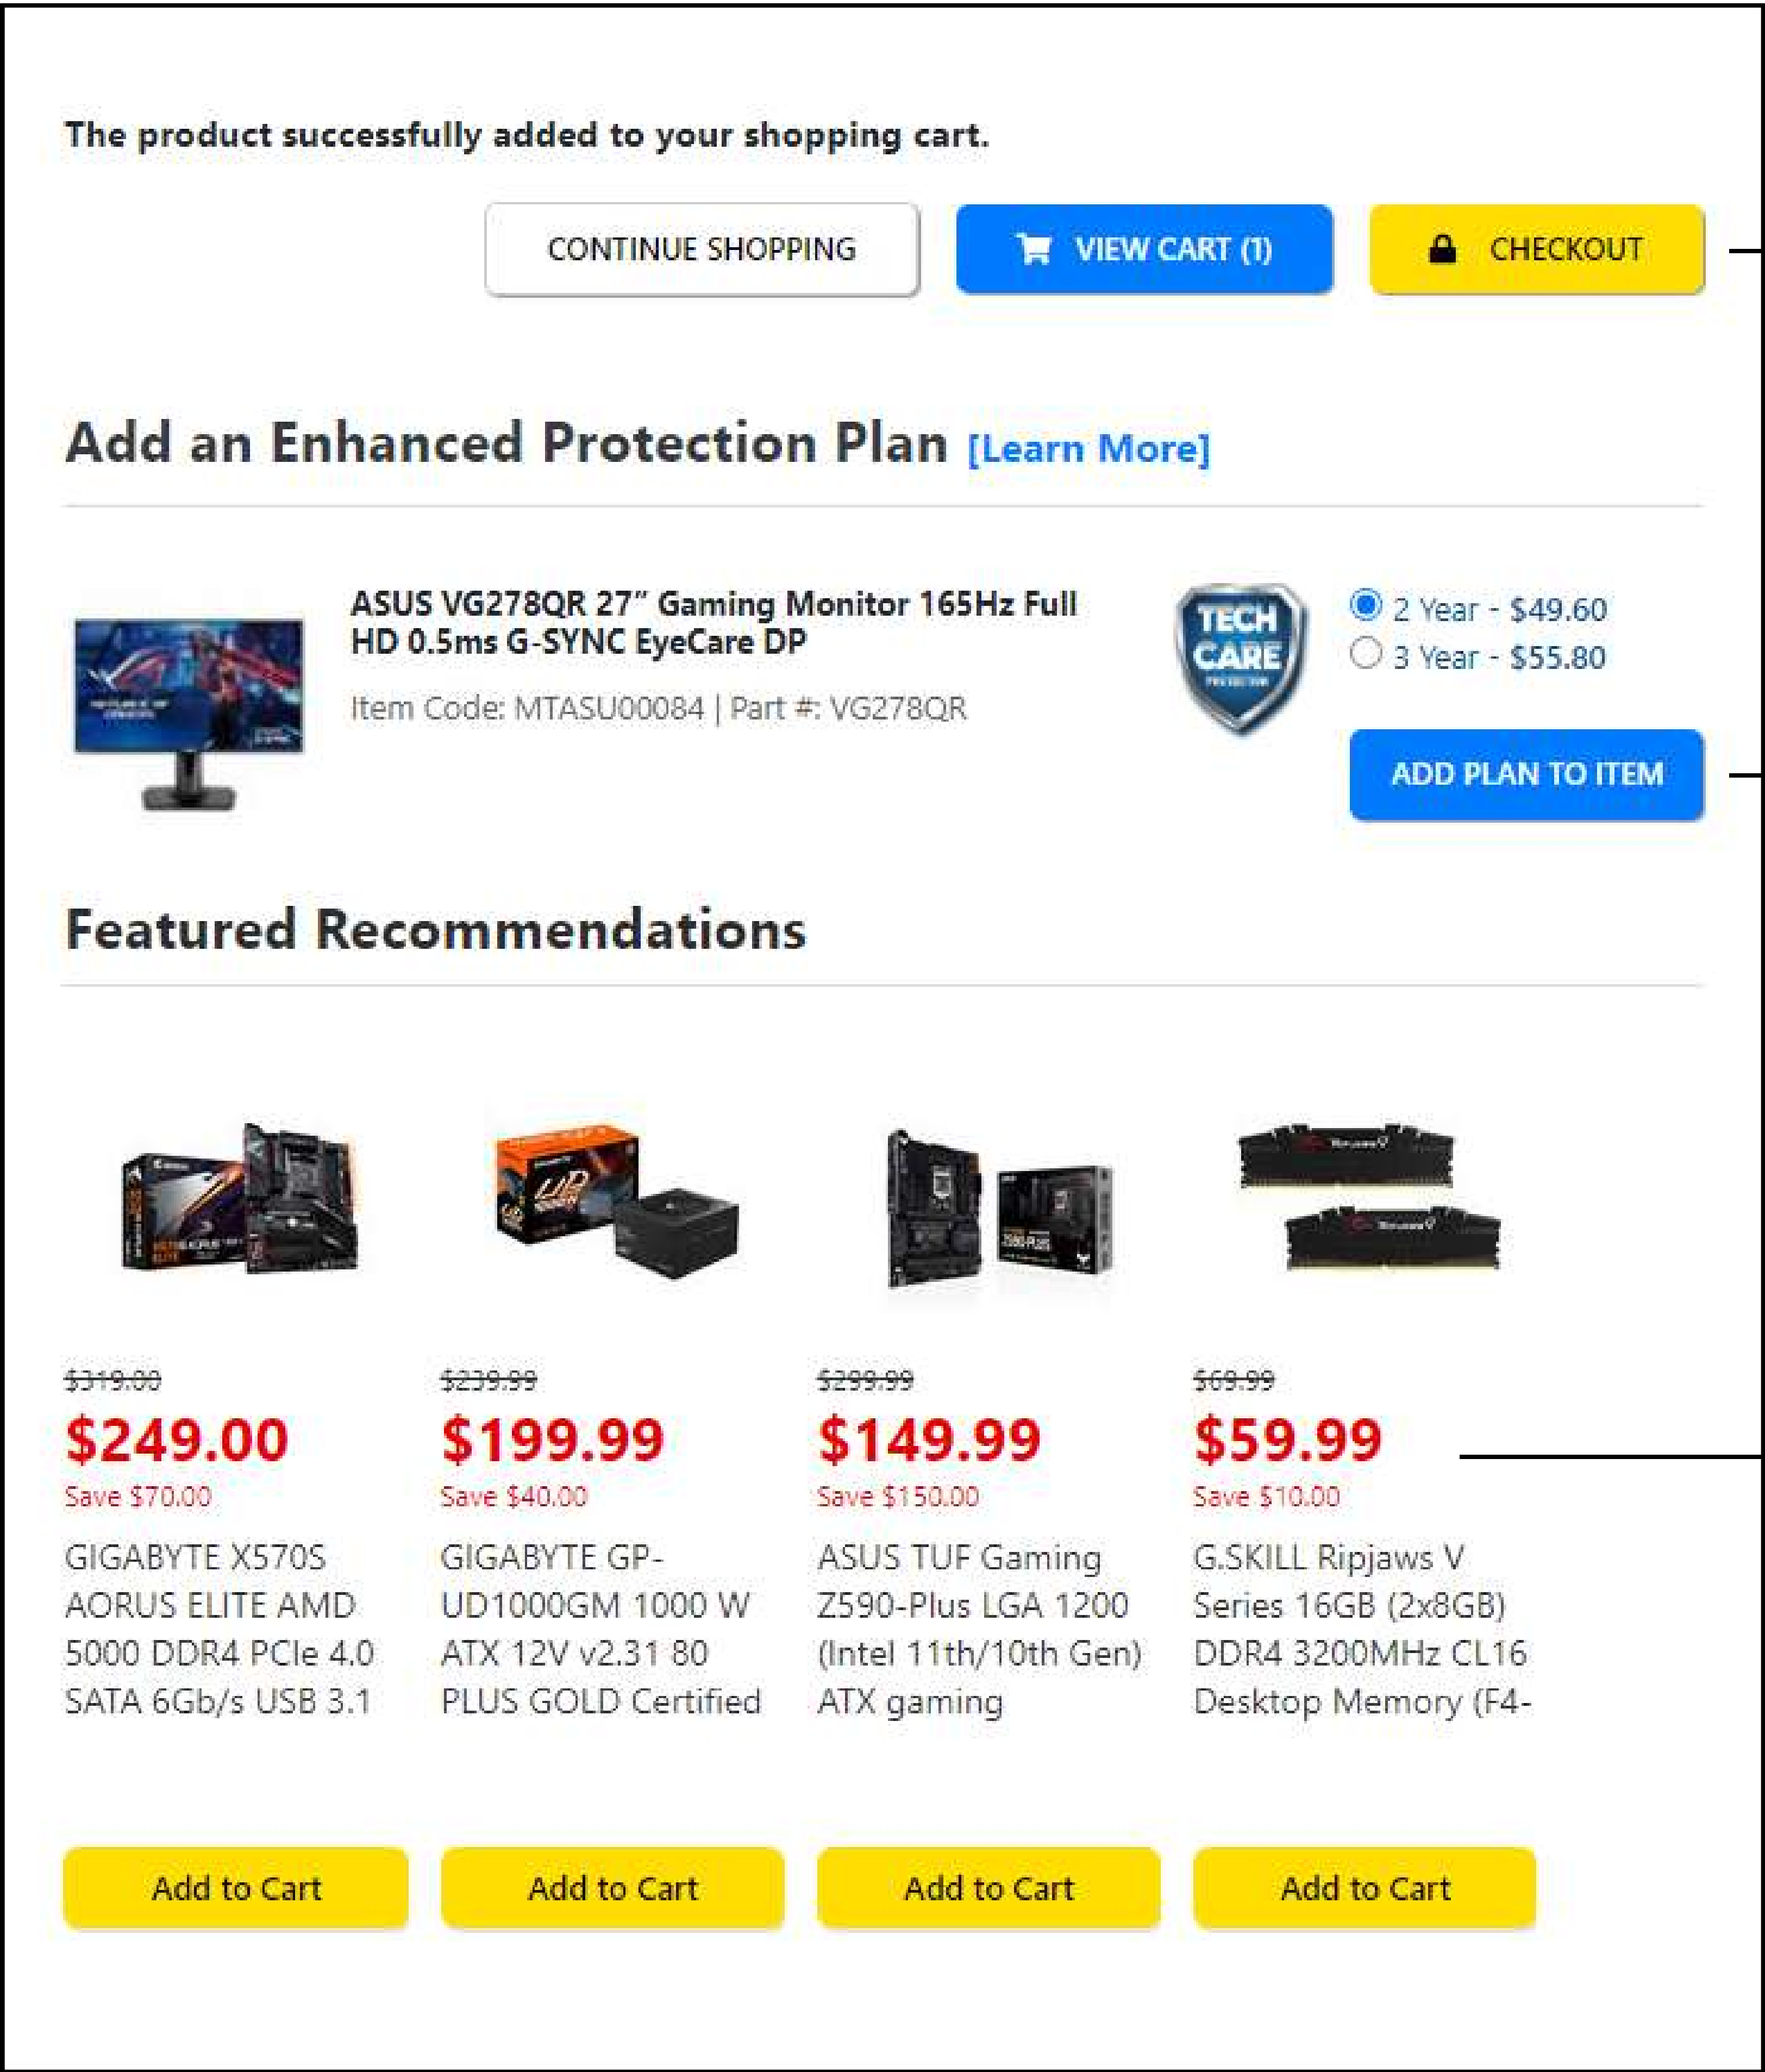 The product successfully added to your shopping cart.
CONTINUE SHOPPING
VIEW CART (1)
CHECKOUT
Add an Enhanced Protection Plan [Learn More]
ASUS VG278QR 27” Gaming Monitor 165Hz Full
HD 0.5ms G-SYNC EyeCare DP
Item Code: MTASU00084 | Part #: VG278QR
TECH
CARE
2 Year - $49.60
3 Year - $55.80
ADD PLAN TO ITEM
Featured Recommendations
$319.00
$249.00
Save $70.00
GIGABYTE X570S
AORUS ELITE AMD
5000 DDR4 PCIe 4.0
SATA 6Gb/s USB 3.1
Add to Cart
$239.99
$199.99
Save $40.00
GIGABYTE GP-
UD1000GM 1000 W
ATX 12V v2.31 80
PLUS GOLD Certified
Add to Cart
Z590-PLUS
$299.99
$149.99
Save $150.00
ASUS TUF Gaming
Z590-Plus LGA 1200
(Intel 11th/10th Gen)
ATX gaming
Add to Cart
$69.99
$59.99
Save $10.00
G.SKILL Ripjaws V
Series 16GB (2x8GB)
DDR4 3200MHz CL16
Desktop Memory (F4-
Add to Cart